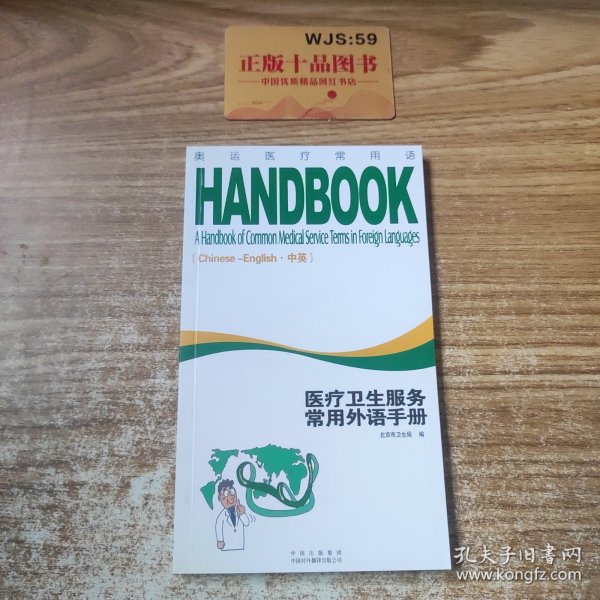 WJS:59
正版十品图书
中国优质精品网红书店
奥运医疗常用语
HANDBOOK
A Handbook of Common Medical Service Terms in Foreign Languages
[Chinese-English·中英]
医疗卫生服务
常用外语手册
北京市卫生局 编
中国出版集团
中国对外翻译出版公司
孔夫子旧书网
www.kongfz.com